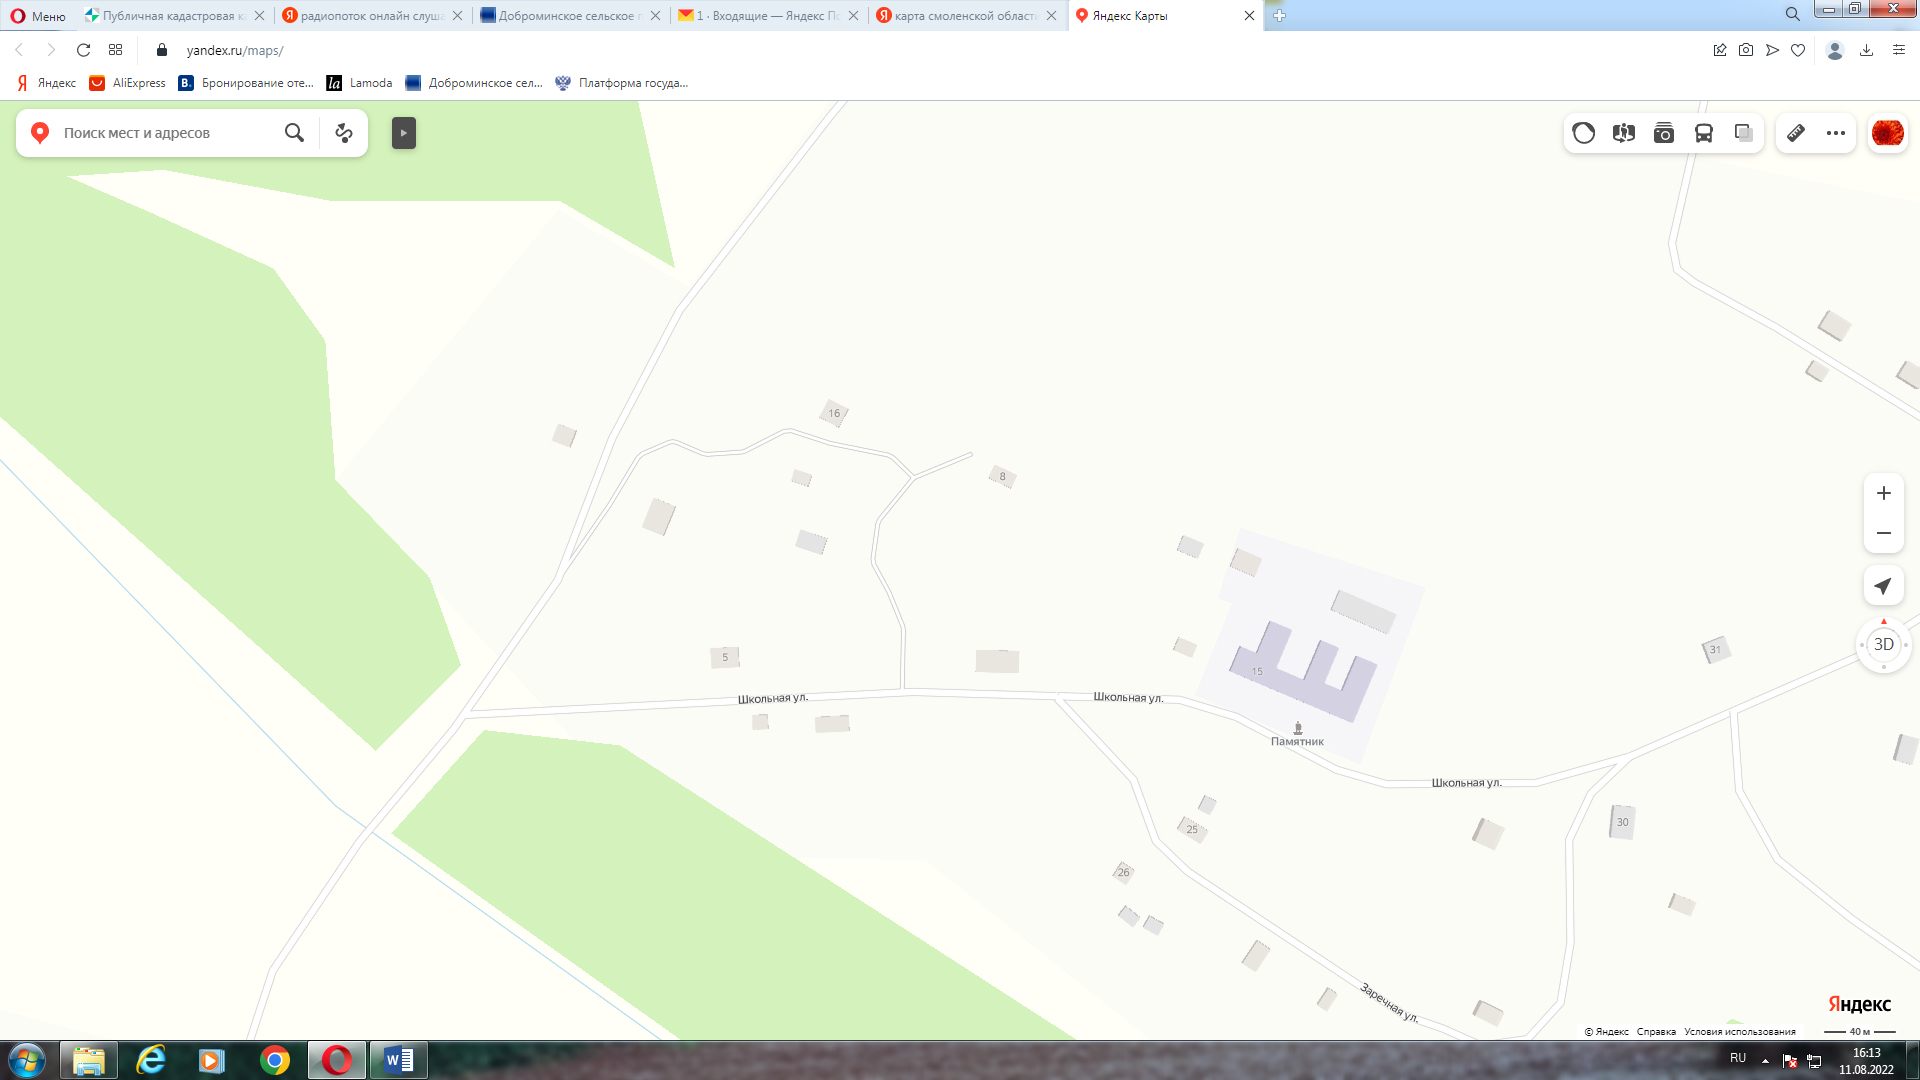 Меню
Публичная кадастровая к
радиопоток онлайн слуша
Доброминское сельское п
1 · Входящие — Яндекс По
карта смоленской области
Яндекс Карты
yandex.ru/maps/
Яндекс
AliExpress
B. Бронирование оте...
la Lamoda
Доброминское сел...
Платформа госуда...
Поиск мест и адресов
16
8
5
15
31
Школьная ул.
Школьная ул.
Памятник
Школьная ул.
25
30
26
Заречная ул.
3D
Яндекс
© Яндекс Справка Условия использования
40 м
RU
16:13
11.08.2022